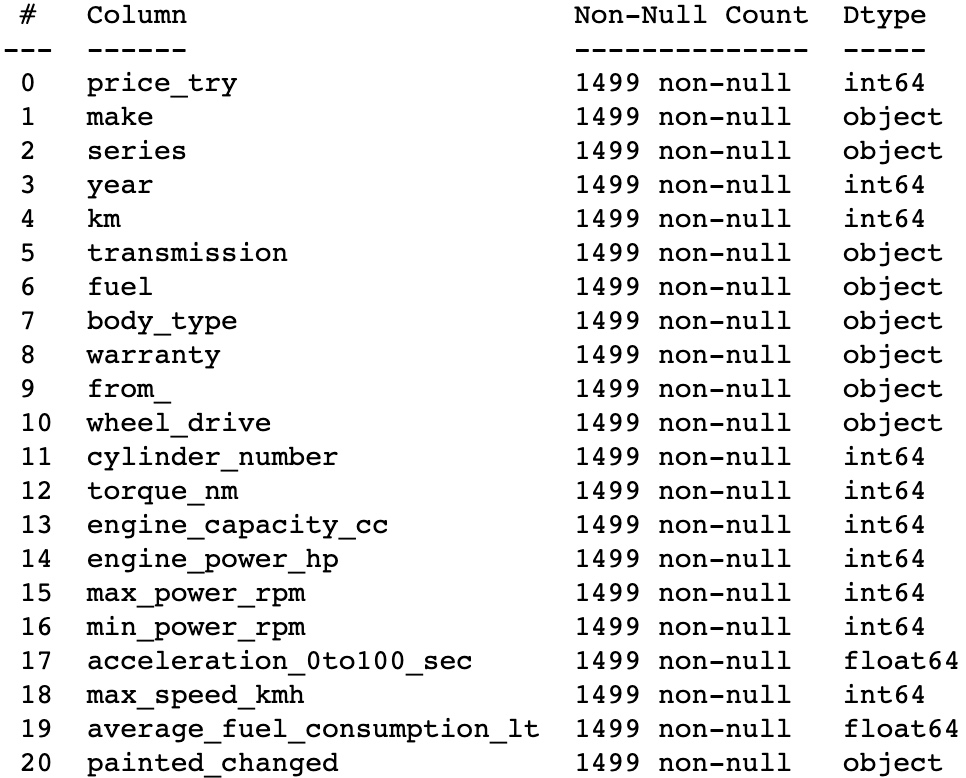 #   Column                       Non-Null Count  Dtype
--- ------                       --------------  -----
0   price_try                    1499 non-null   int64
1   make                         1499 non-null   object
2   series                       1499 non-null   object
3   year                         1499 non-null   int64
4   km                           1499 non-null   int64
5   transmission                 1499 non-null   object
6   fuel                         1499 non-null   object
7   body_type                    1499 non-null   object
8   warranty                     1499 non-null   object
9   from_                        1499 non-null   object
10  wheel_drive                  1499 non-null   object
11  cylinder_number              1499 non-null   int64
12  torque_nm                    1499 non-null   int64
13  engine_capacity_cc           1499 non-null   int64
14  engine_power_hp              1499 non-null   int64
15  max_power_rpm                1499 non-null   int64
16  min_power_rpm                1499 non-null   int64
17  acceleration_0to100_sec      1499 non-null   float64
18  max_speed_kmh                1499 non-null   int64
19  average_fuel_consumption_lt  1499 non-null   float64
20  painted_changed              1499 non-null   object